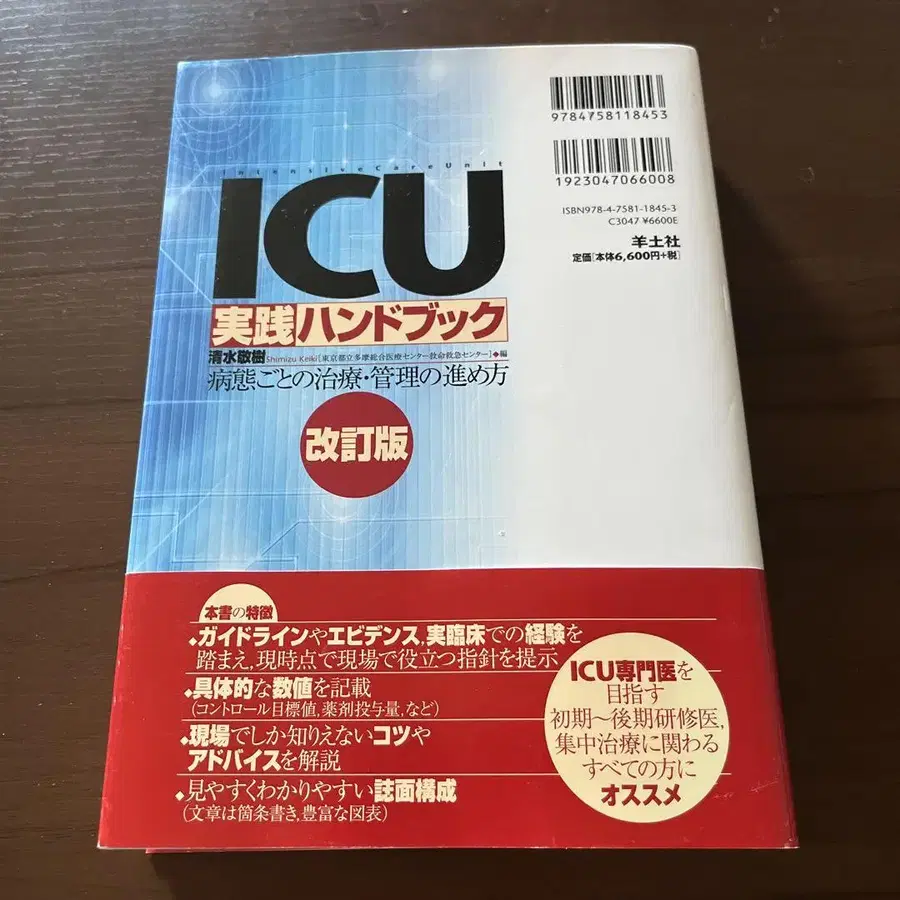 9784758118453
1923047066008
ISBN978-4-7581-1845-3
C3047 ¥6600E
羊土社
定価[本体6,600円+税]
IntensiveCareUnit
ICU
実践ハンドブック
清水敬樹 Shimizu Keiki[東京都立多摩総合医療センター救命救急センター]◆編
病態ごとの治療・管理の進め方
改訂版
本書の特徴
◆ガイドラインやエビデンス,実臨床での経験を
踏まえ,現時点で現場で役立つ指針を提示
◆具体的な数値を記載
(コントロール目標値,薬剤投与量,など)
◆現場でしか知りえないコツや
アドバイスを解説
◆見やすくわかりやすい誌面構成
(文章は箇条書き,豊富な図表)
ICU専門医を
目指す
初期～後期研修医,
集中治療に関わる
すべての方に
オススメ